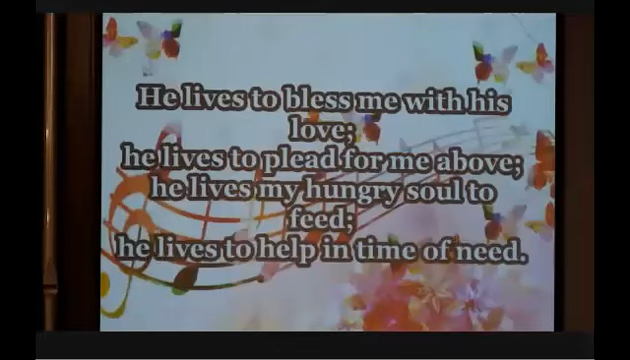 He lives to bless me with his
love;
he lives to plead for me above;
he lives my hungry soul to
feed;
he lives to help in time of need.